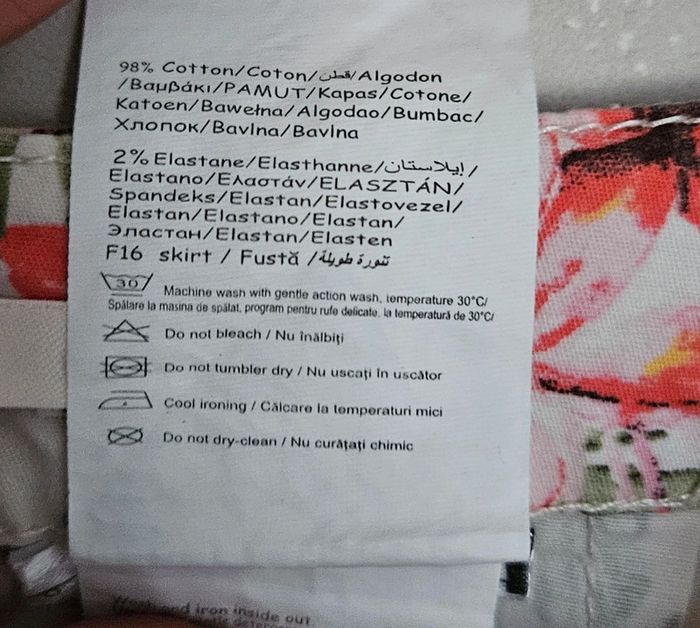 98% Cotton/Coton/قطن/Algodon
/Βαμβάκι/PAMUT/Kapas/Cotone/
Katoen/Bawełna/Algodao/Bumbac/
Хлопок/Bavlna/Bavlna
2% Elastane/Elasthanne/إيلاستان/
Elastano/Ελαστάν/ELASZTÁN/
Spandeks/Elastan/Elastovezel/
Elastan/Elastano/Elastan/
Эластан/Elastan/Elasten
F16 skirt / Fustă /تنورة طويلة
30 Machine wash with gentle action wash, temperature 30°C/
Spălare la masina de spălat, program pentru rufe delicate, la temperatură de 30°C/
Do not bleach / Nu înălbiți
Do not tumbler dry / Nu uscați în uscător
Cool ironing / Călcare la temperaturi mici
Do not dry-clean / Nu curățați chimic
and iron inside out